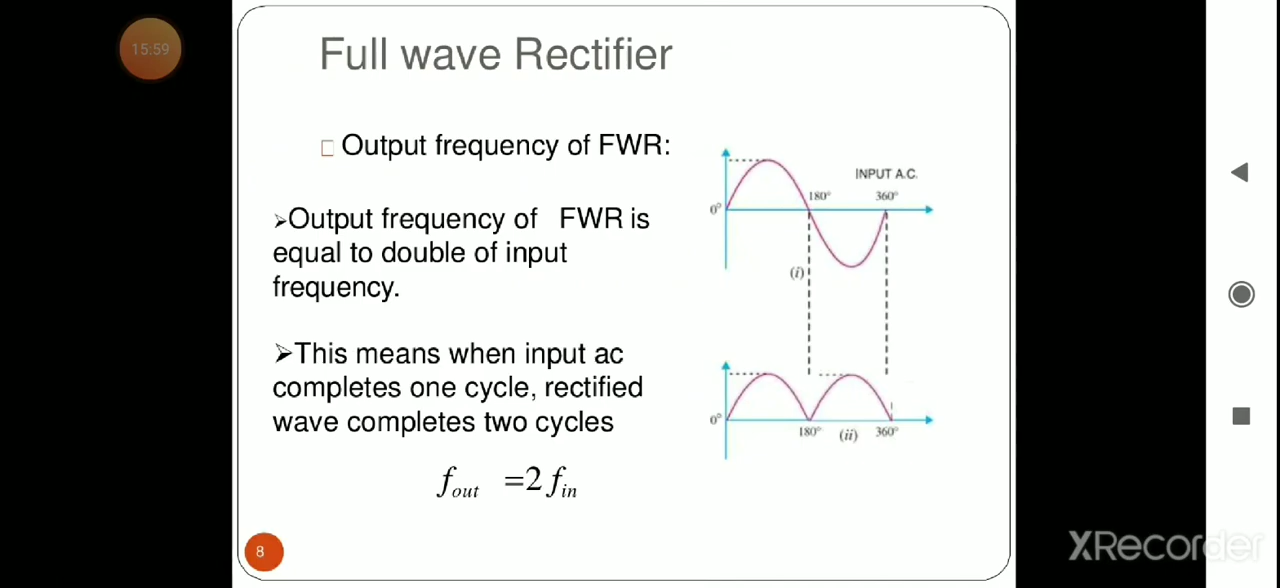 15:59
Full wave Rectifier
Output frequency of FWR:
➢Output frequency of FWR is
equal to double of input
frequency.
➢This means when input ac
completes one cycle, rectified
wave completes two cycles
f_out =2 f_in
8
INPUT A.C.
180° 360°
0°
(i)
0°
180° (ii) 360°
XRecorder